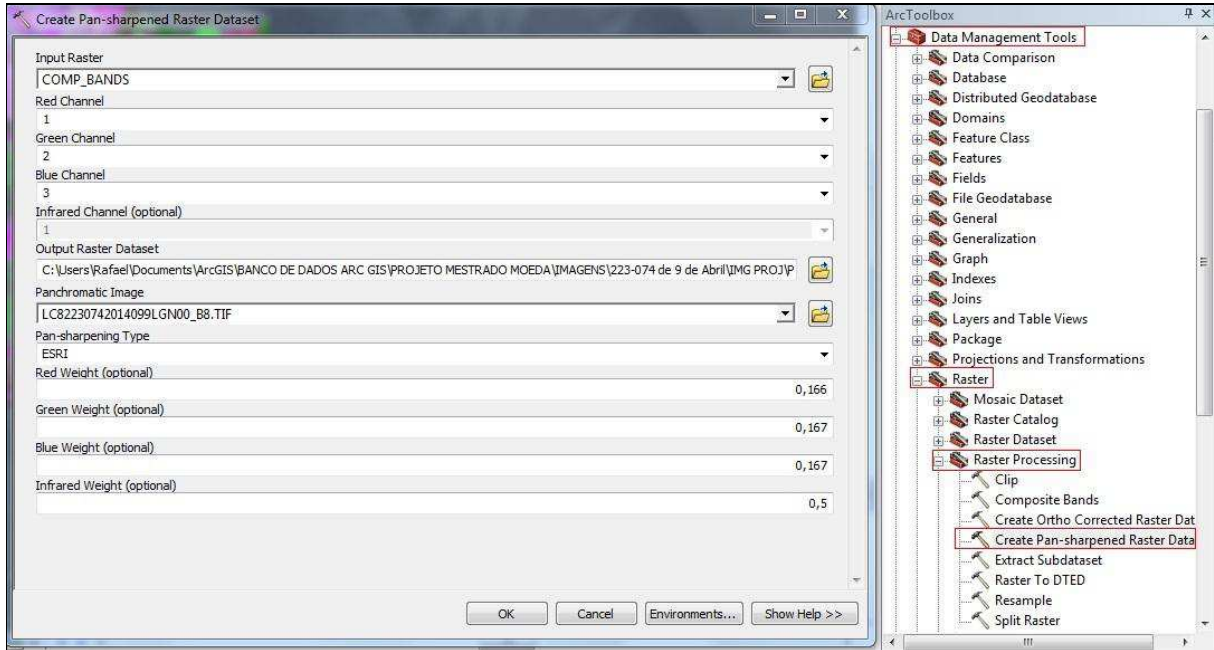 Create Pan-sharpened Raster Dataset
Input Raster
COMP_BANDS
Red Channel
1
Green Channel
2
Blue Channel
3
Infrared Channel (optional)
1
Output Raster Dataset
C:\Users\Rafael\Documents\ArcGIS\BANCO DE DADOS ARC GIS\PROJETO MESTRADO MOEDA\IMAGENS\223-074 de 9 de Abril\IMG PROJ\P
Panchromatic Image
LC82230742014099LGN00_B8.TIF
Pan-sharpening Type
ESRI
Red Weight (optional)
0,166
Green Weight (optional)
0,167
Blue Weight (optional)
0,167
Infrared Weight (optional)
0,5
OK
Cancel
Environments...
Show Help >>
ArcToolbox
Data Management Tools
Data Comparison
Database
Distributed Geodatabase
Domains
Feature Class
Features
Fields
File Geodatabase
General
Generalization
Graph
Indexes
Joins
Layers and Table Views
Package
Projections and Transformations
Raster
Mosaic Dataset
Raster Catalog
Raster Dataset
Raster Processing
Clip
Composite Bands
Create Ortho Corrected Raster Dat
Create Pan-sharpened Raster Data
Extract Subdataset
Raster To DTED
Resample
Split Raster